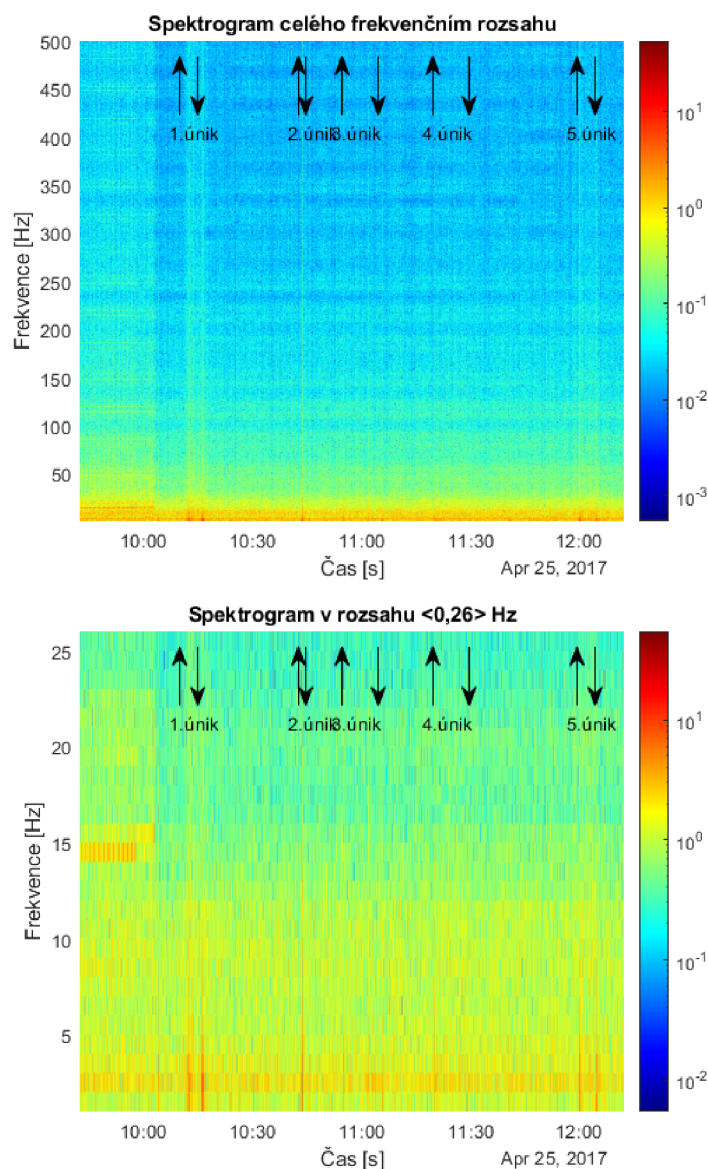 Spektrogram celého frekvenčním rozsahu
Frekvence [Hz]
500
450
400
350
300
250
200
150
100
50
1.únik
2.únik
3.únik
4.únik
5.únik
10:00
10:30
11:00
11:30
12:00
Čas [s]
Apr 25, 2017
10^1
10^0
10^-1
10^-2
10^-3
Spektrogram v rozsahu <0,26> Hz
Frekvence [Hz]
25
20
15
10
5
1.únik
2.únik
3.únik
4.únik
5.únik
10:00
10:30
11:00
11:30
12:00
Čas [s]
Apr 25, 2017
10^1
10^0
10^-1
10^-2